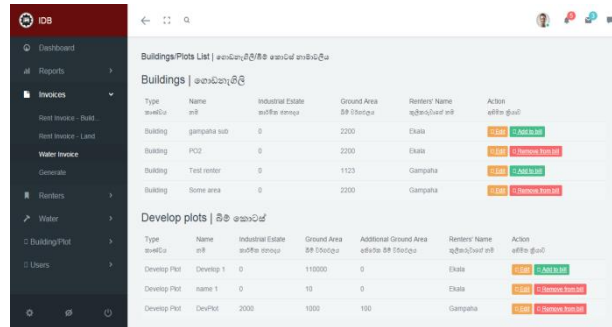 IDB
Dashboard
Reports
Invoices
Rent Invoice - Build...
Rent Invoice - Land
Water Invoice
Generate
Renters
Water
Building/Plot
Users
Buildings/Plots List | ගොඩනැගිලි/බිම් කොටස් නාමාවලිය
Buildings | ගොඩනැගිලි
Type Name Industrial Estate Ground Area Renters' Name Action
නම
Building gampaha sub 0 2200 Ekala Edit Add to bill
Building PO2 0 2200 Ekala Edit Remove from bill
Building Test renter 0 1123 Gampaha Edit Add to bill
Building Some area 0 2200 Gampaha Edit Remove from bill
Develop plots | බිම් කොටස්
Type Name Industrial Estate Ground Area Additional Ground Area Renters' Name Action
නම
Develop Plot Develop 1 0 110000 0 Ekala Edit Add to bill
Develop Plot name 1 0 10 0 Ekala Edit Remove from bill
Develop Plot DevPlot 2000 1000 100 Gampaha Edit Remove from bill